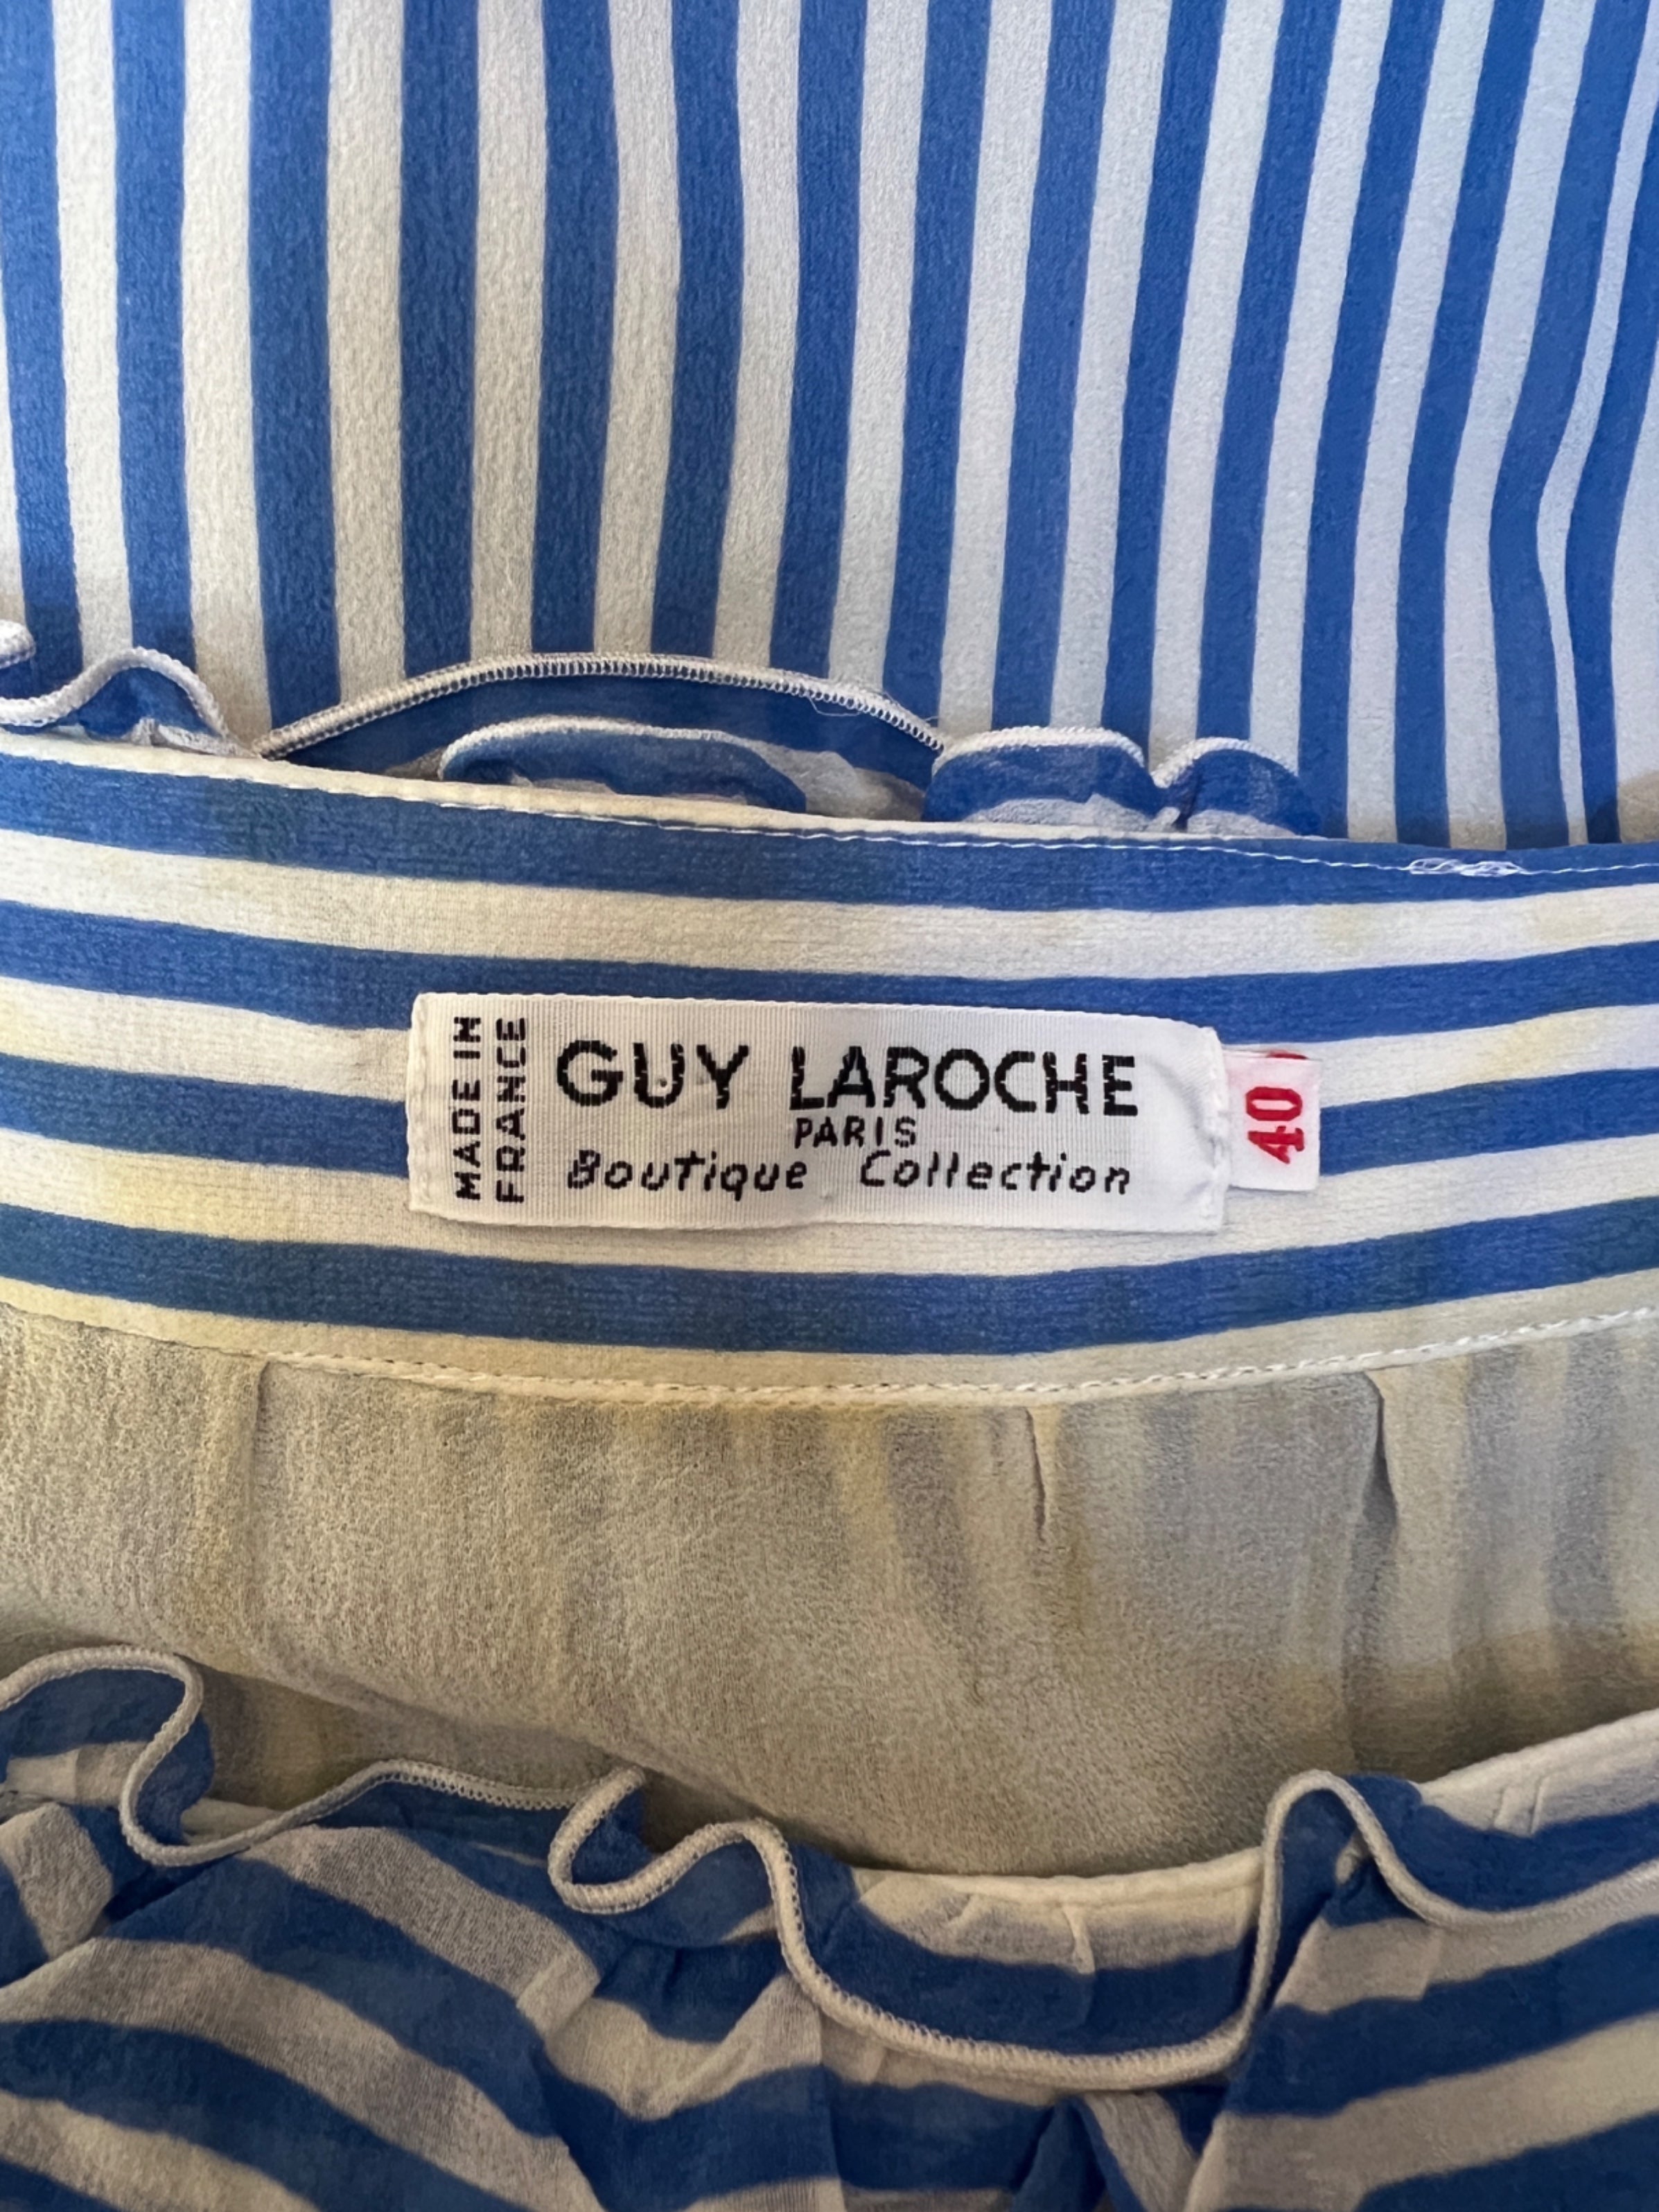 MADE IN
FRANCE
GUY LAROCHE
PARIS
Boutique Collection
40